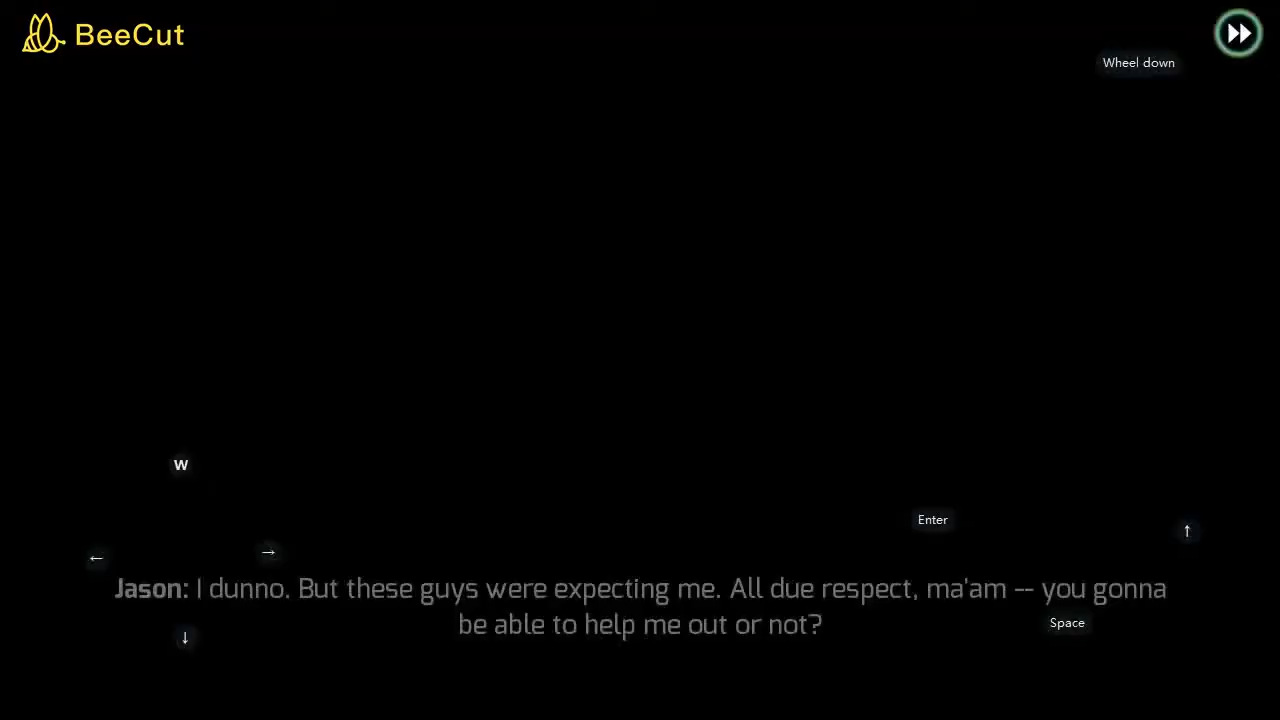 BeeCut
Wheel down
W
Enter
↑
←
→
Jason: I dunno. But these guys were expecting me. All due respect, ma'am -- you gonna
be able to help me out or not?
Space
↓